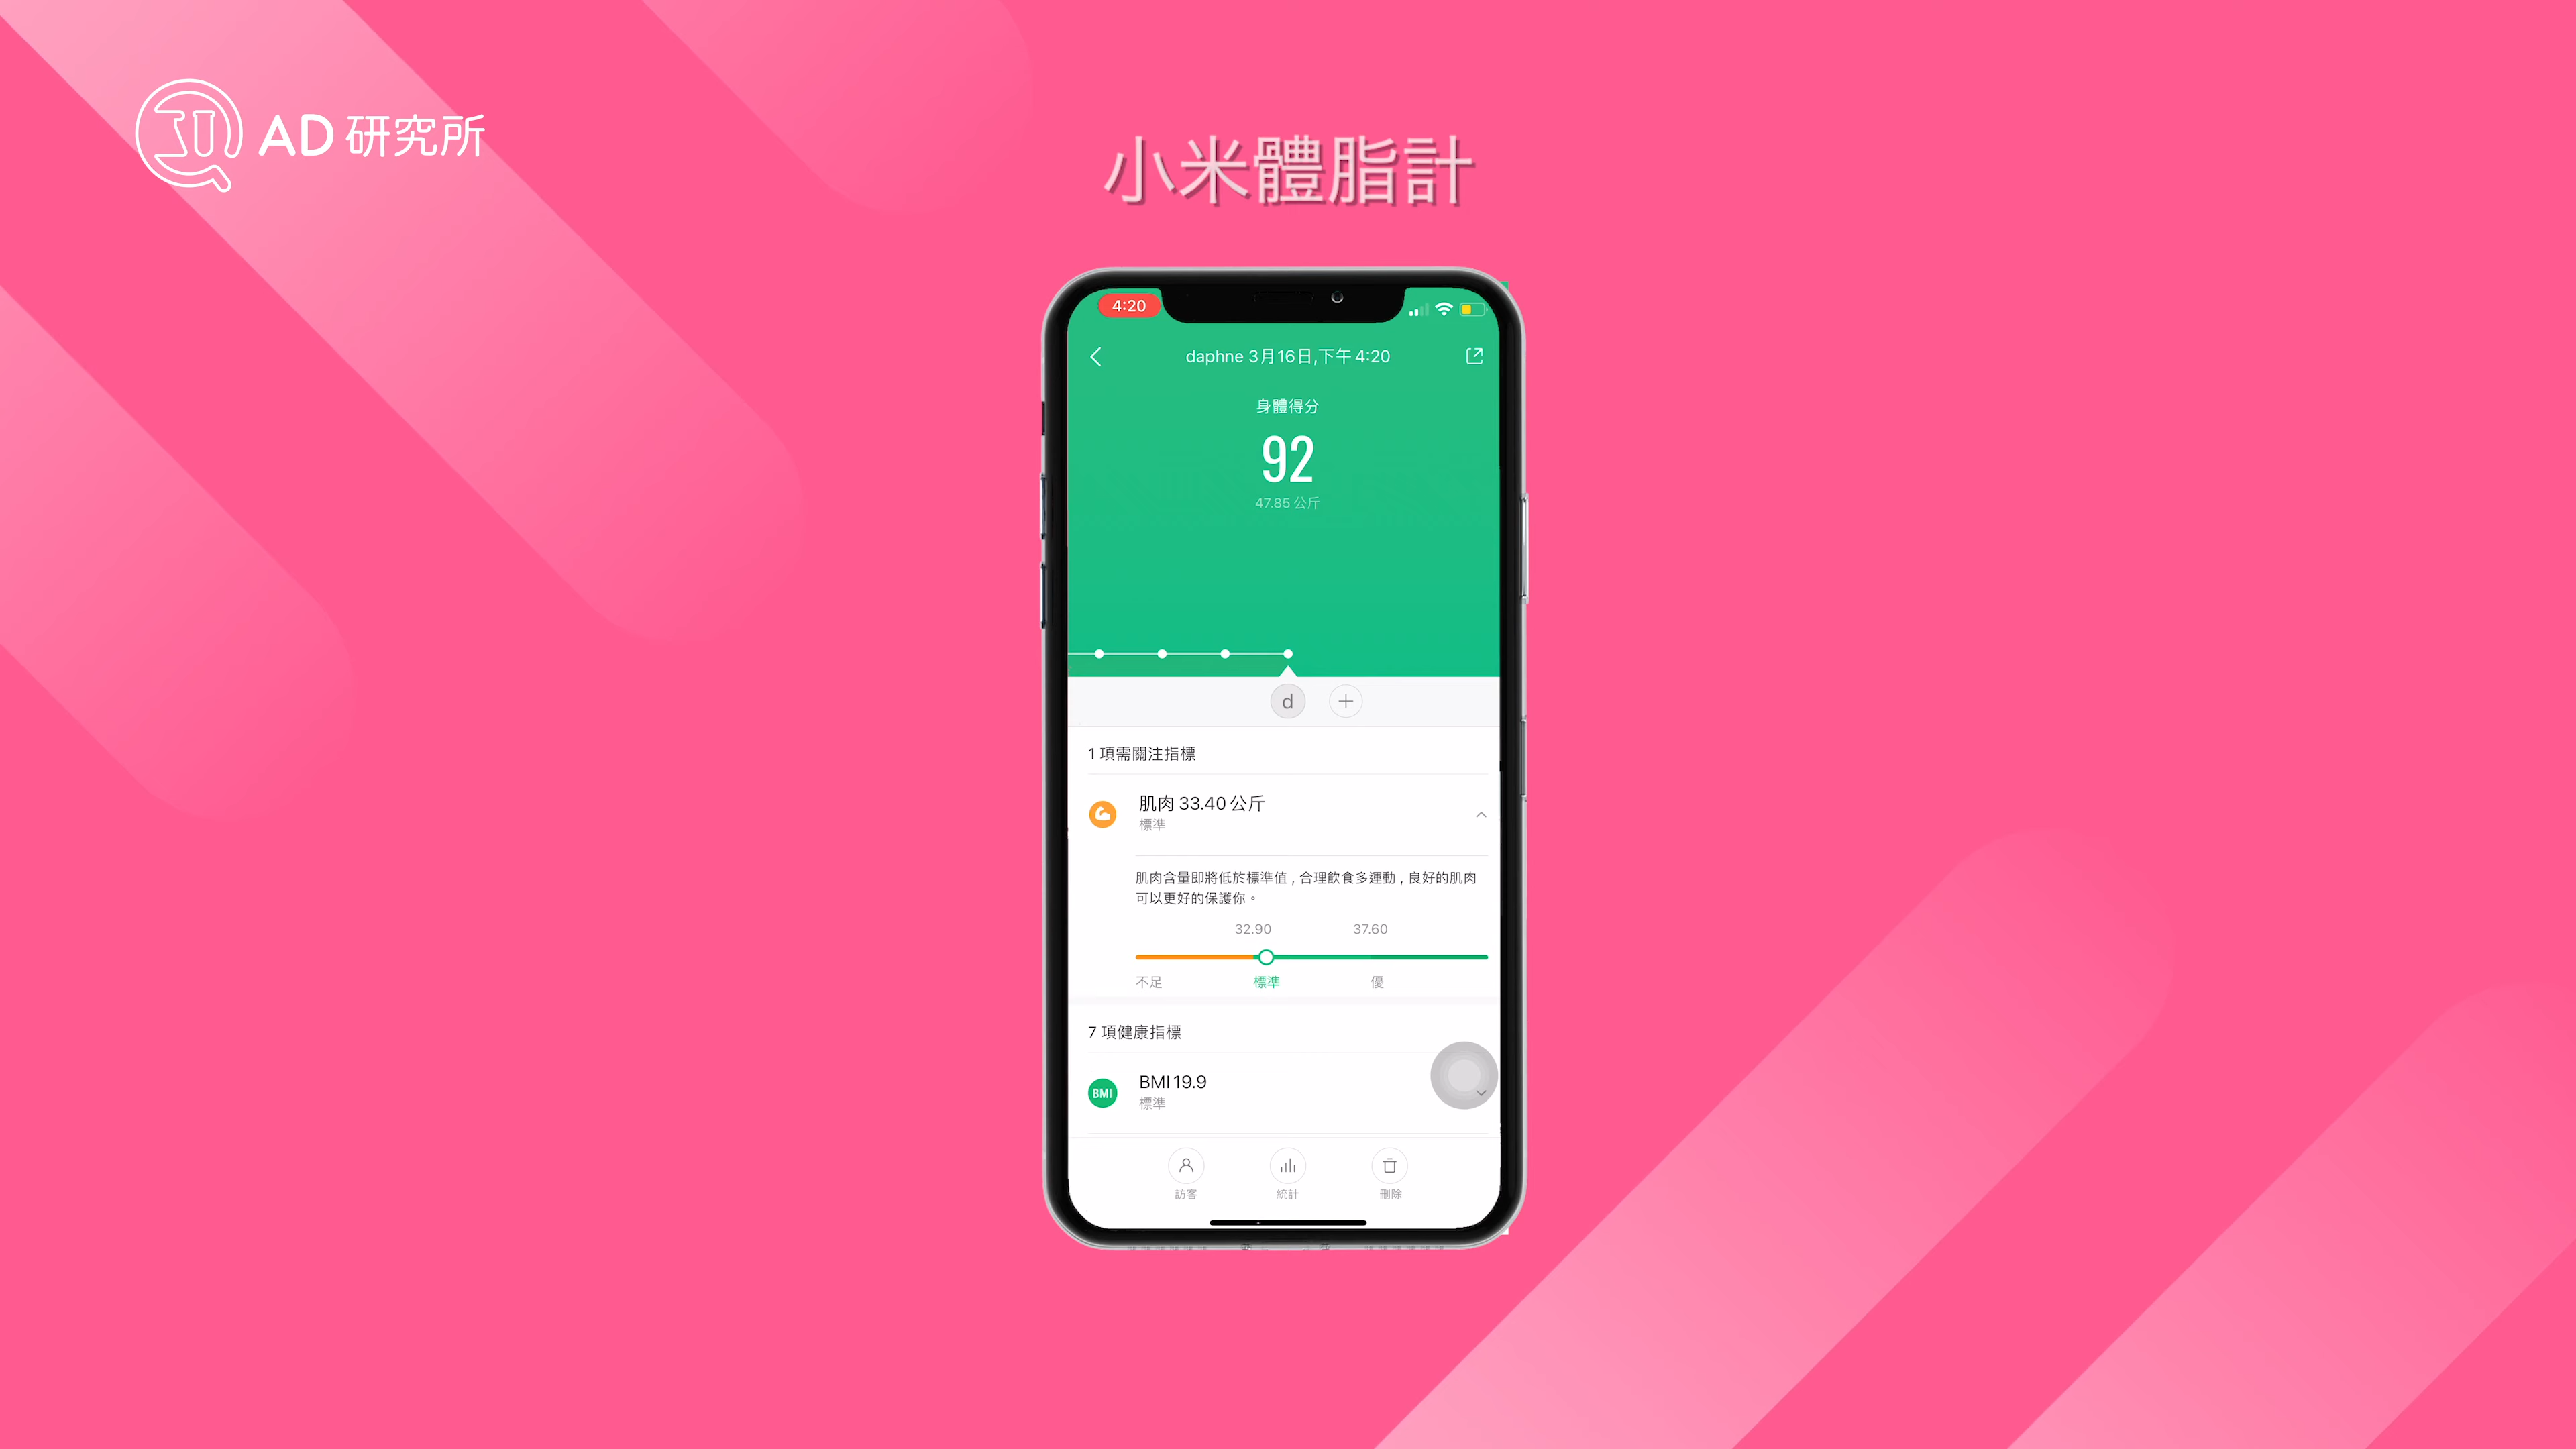 AD 研究所
小米體脂計
4:20
daphne 3月16日,下午 4:20
身體得分
92
47.85 公斤
d
1 項需關注指標
肌肉 33.40 公斤
標準
肌肉含量即將低於標準值,合理飲食多運動,良好的肌肉
可以更好的保護你。
32.90 37.60
不足 標準 優
7 項健康指標
BMI
BMI 19.9
標準
訪客 統計 刪除